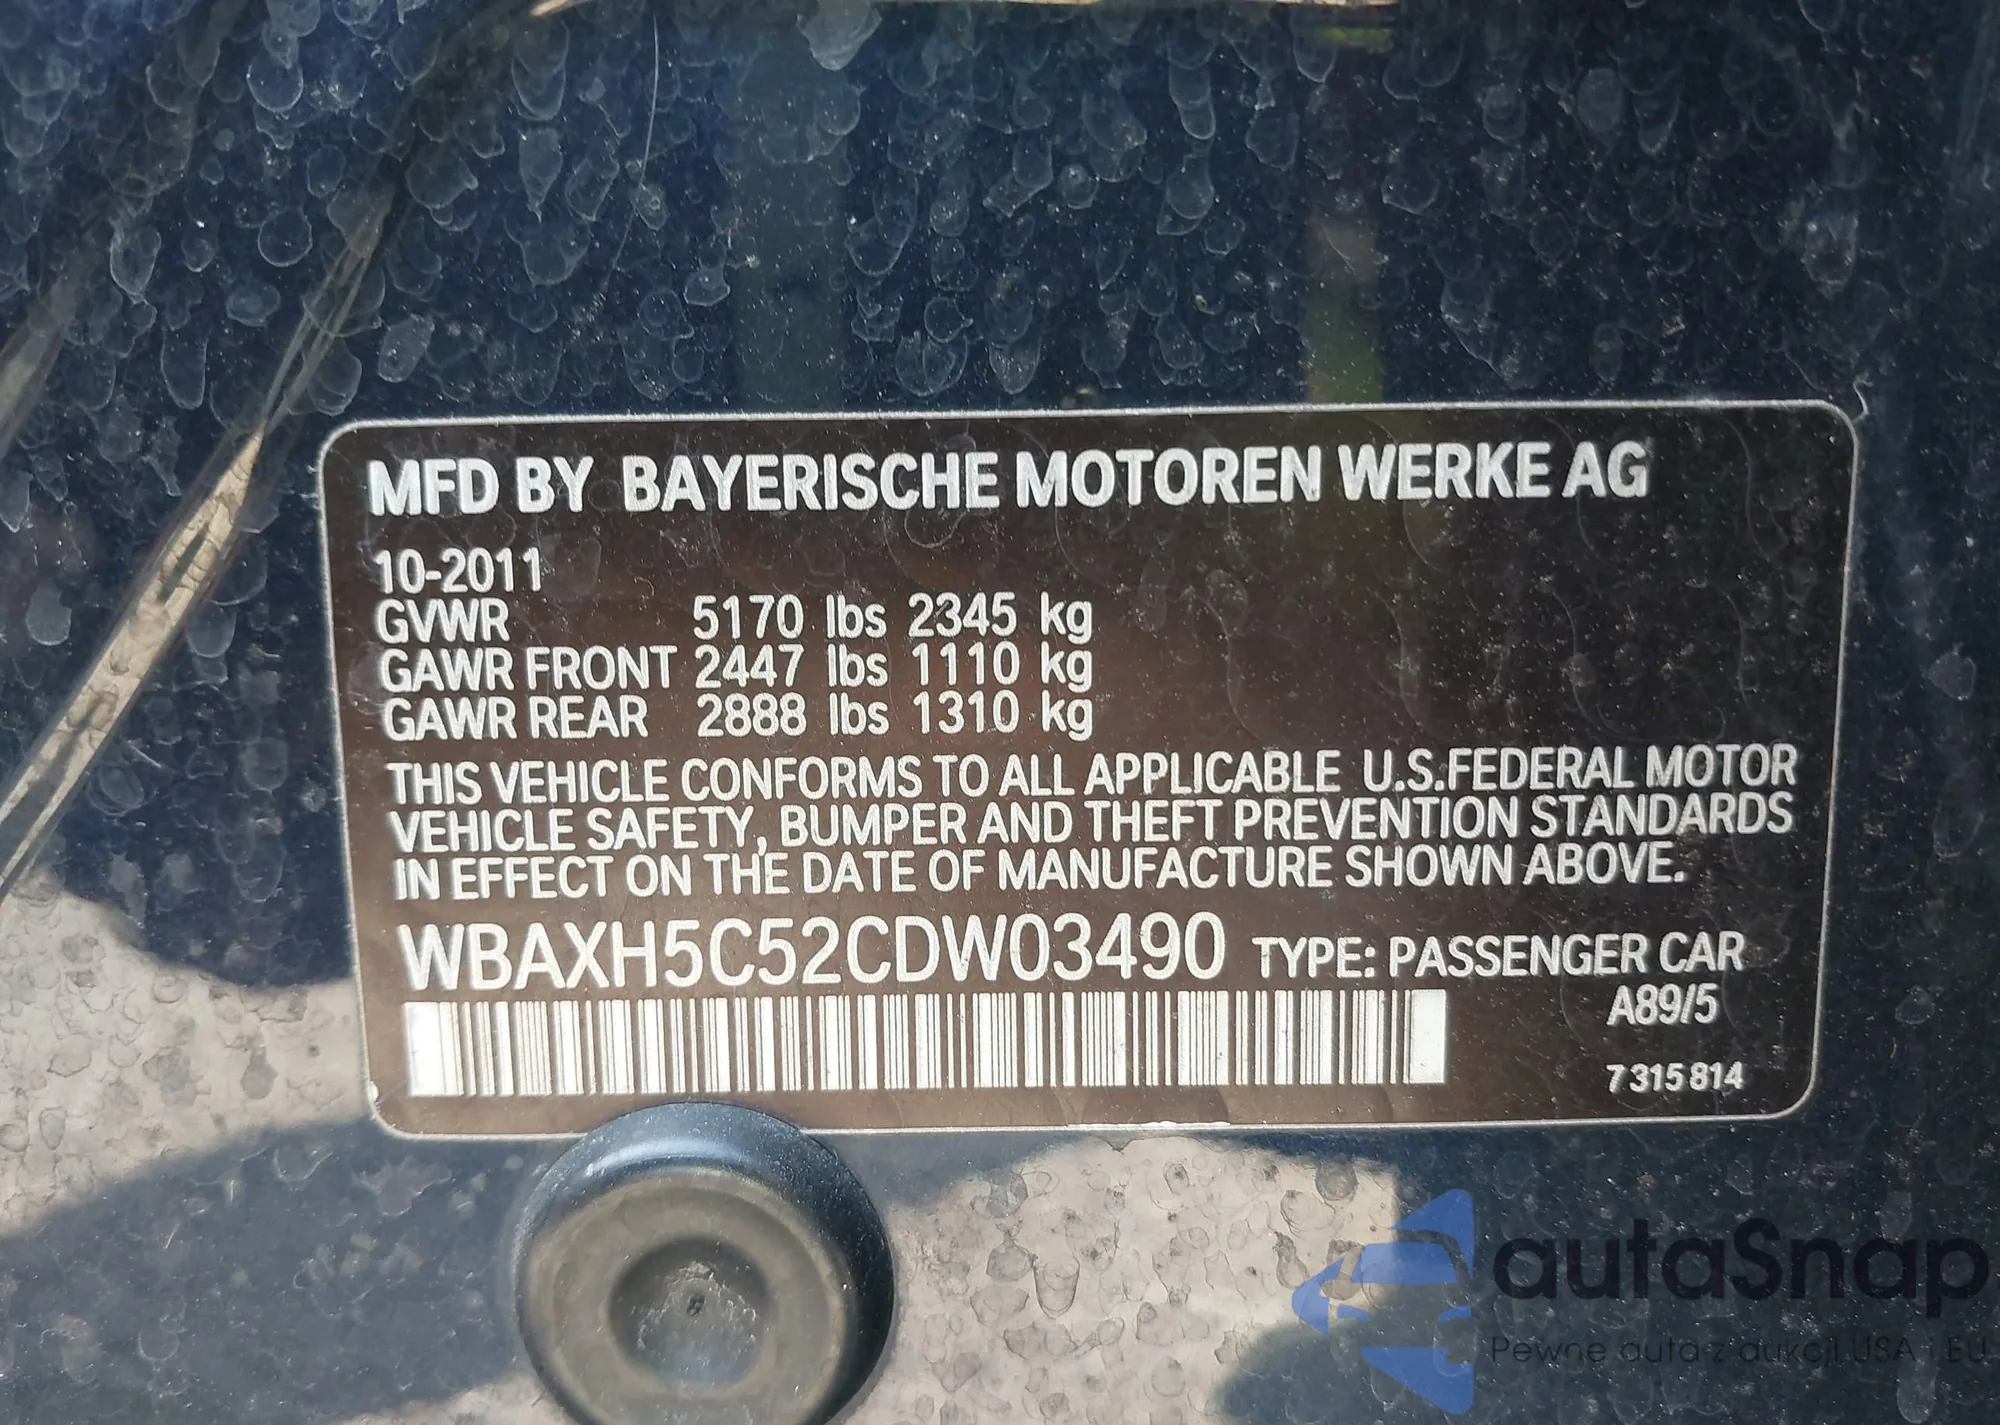 MFD BY BAYERISCHE MOTOREN WERKE AG
10-2011
GVWR 5170 lbs 2345 kg
GAWR FRONT 2447 lbs 1110 kg
GAWR REAR 2888 lbs 1310 kg
THIS VEHICLE CONFORMS TO ALL APPLICABLE U.S.FEDERAL MOTOR
VEHICLE SAFETY, BUMPER AND THEFT PREVENTION STANDARDS
IN EFFECT ON THE DATE OF MANUFACTURE SHOWN ABOVE.
WBAXH5C52CDW03490 TYPE: PASSENGER CAR
A89/5
7 315 814
autaSnap
Pewne auta z aukcji USA i EU